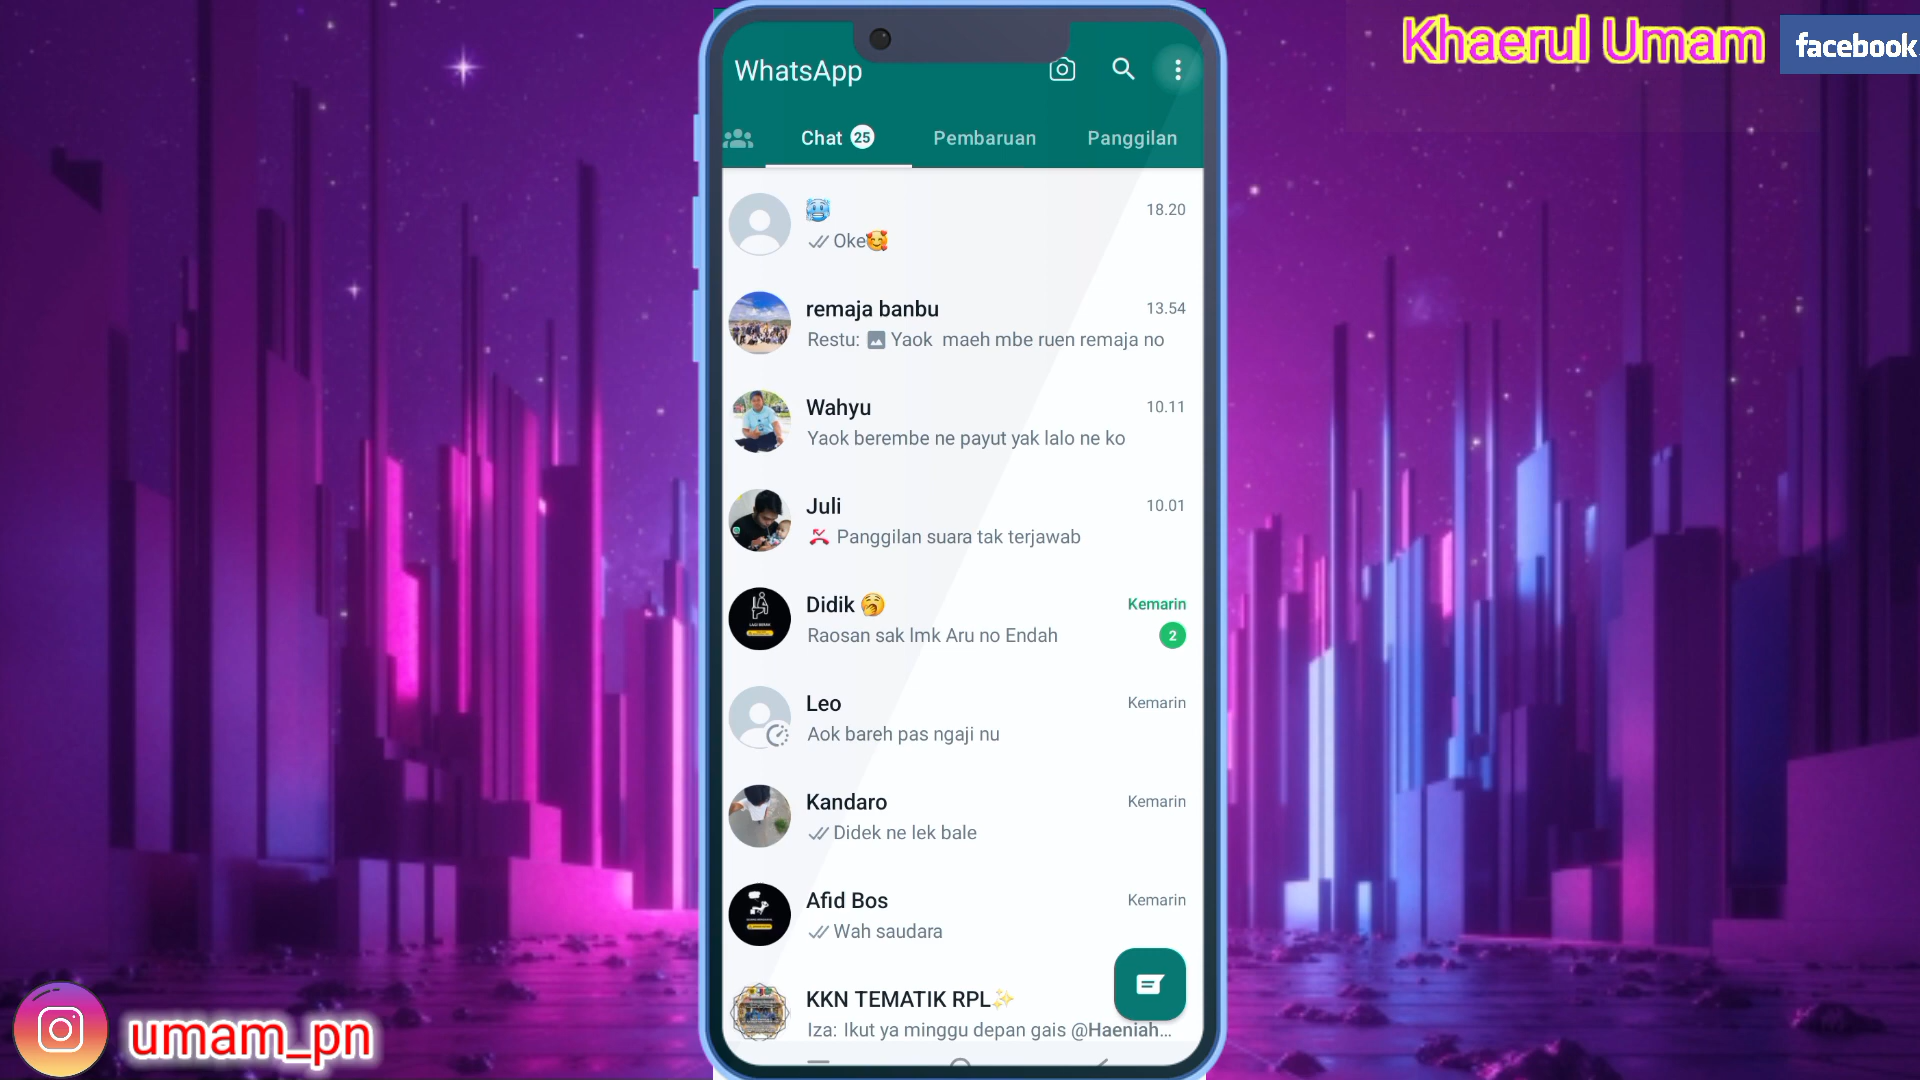 Khaerul Umam
facebook
WhatsApp
Chat 25
Pembaruan
Panggilan
🥶
18.20
Oke🥰
remaja banbu
13.54
Restu: Yaok maeh mbe ruen remaja no
Wahyu
10.11
Yaok berembe ne payut yak lalo ne ko
Juli
10.01
Panggilan suara tak terjawab
Didik 🥱
Kemarin
Raosan sak lmk Aru no Endah
2
Leo
Kemarin
Aok bareh pas ngaji nu
Kandaro
Kemarin
Didek ne lek bale
Afid Bos
Kemarin
Wah saudara
KKN TEMATIK RPL✨
Iza: Ikut ya minggu depan gais @Haeniah...
umam_pn